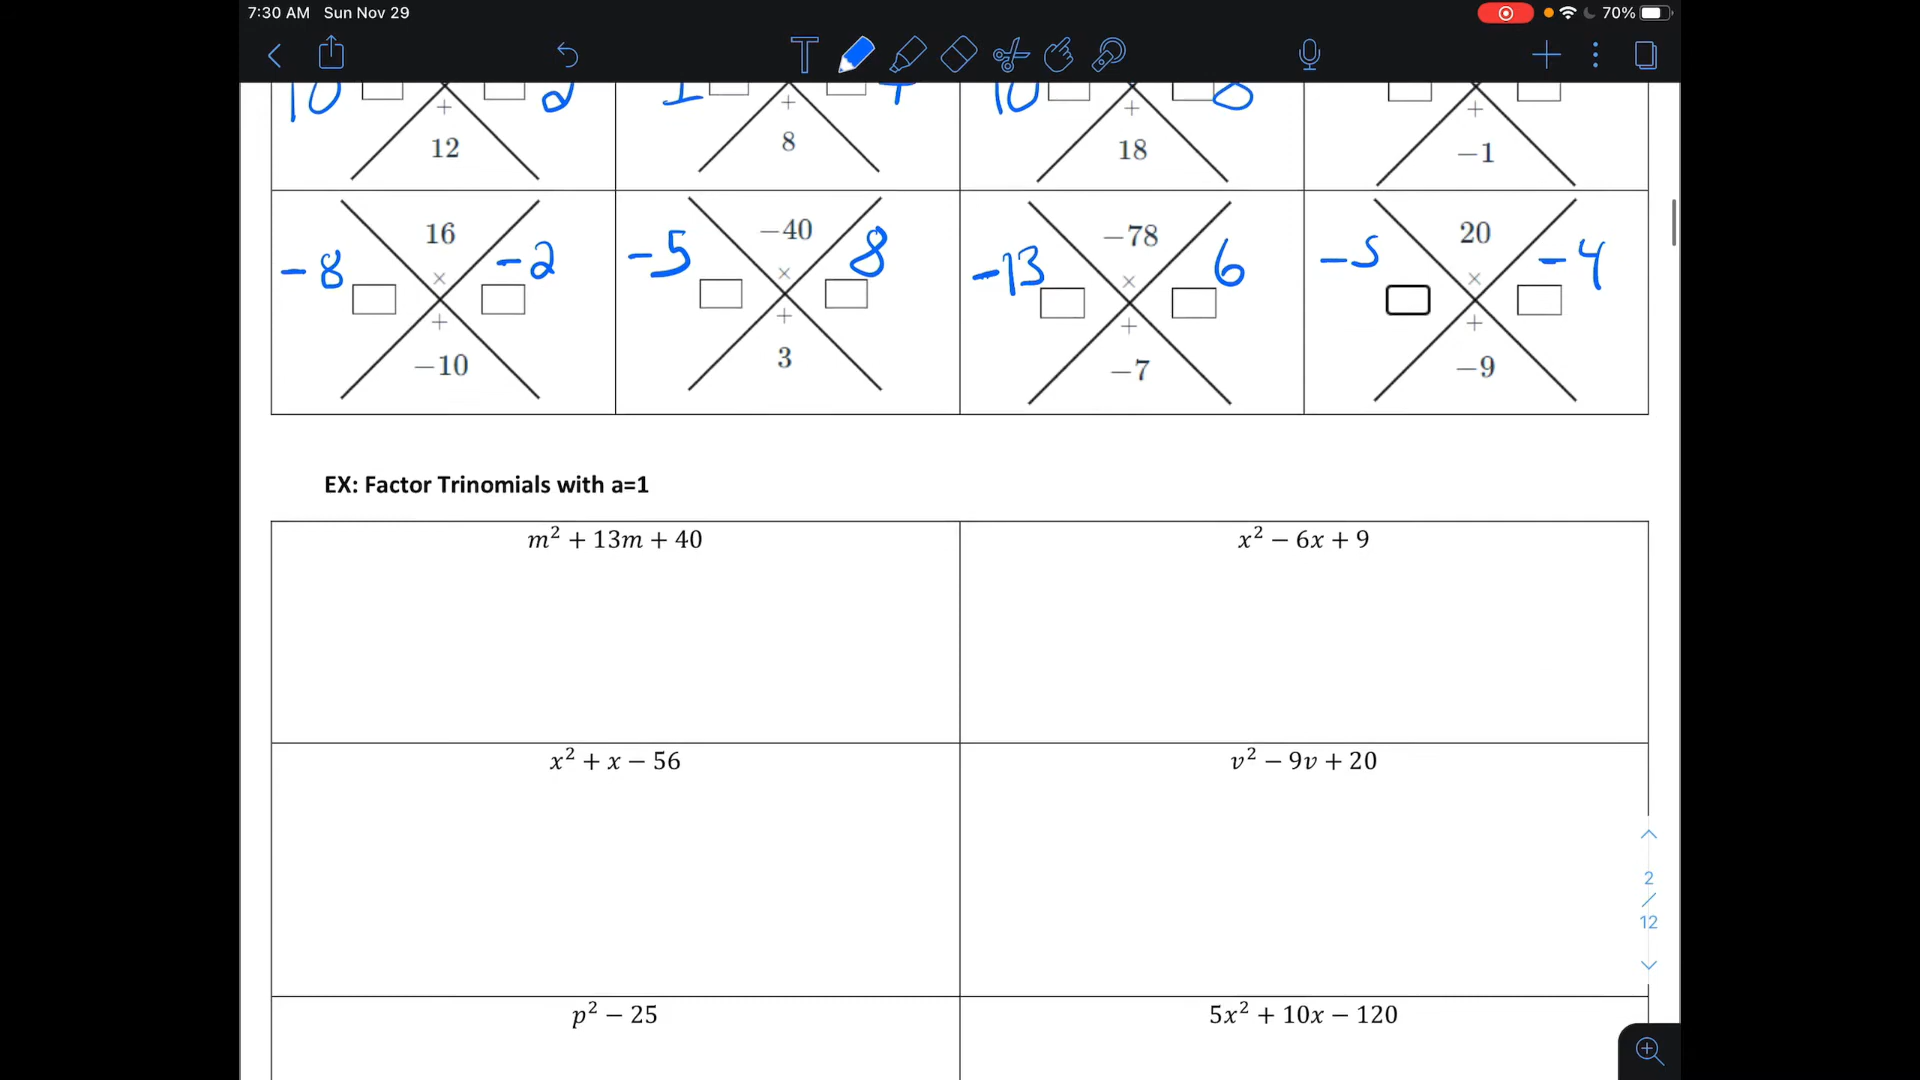 7:30 AM Sun Nov 29
70%
10 2
+ + + +
12 8 18 −1
16 −40 −78 20
-8 -2 -5 8 -13 6 -5 -4
× × × ×
+ + + +
−10 3 −7 −9
EX: Factor Trinomials with a=1
m² + 13m + 40
x² − 6x + 9
x² + x − 56
v² − 9v + 20
2
/
12
p² − 25
5x² + 10x − 120